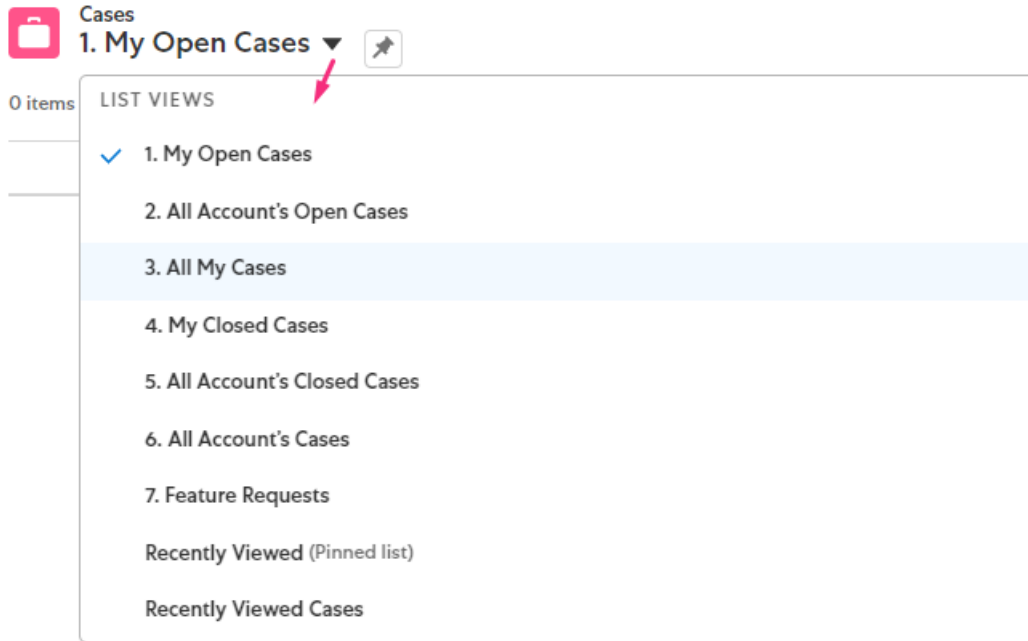 Cases
1. My Open Cases
0 items
LIST VIEWS
1. My Open Cases
2. All Account's Open Cases
3. All My Cases
4. My Closed Cases
5. All Account's Closed Cases
6. All Account's Cases
7. Feature Requests
Recently Viewed (Pinned list)
Recently Viewed Cases